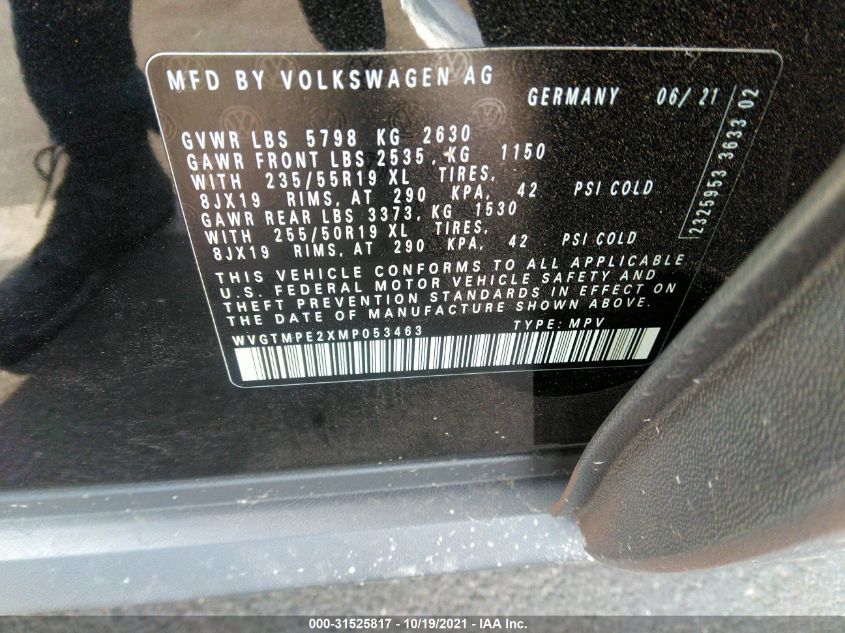 MFD BY VOLKSWAGEN AG
GERMANY 06/21
GVWR LBS 5798 KG 2630
GAWR FRONT LBS 2535, KG 1150
WITH 235/55R19 XL TIRES,
8JX19 RIMS, AT 290 KPA, 42 PSI COLD
GAWR REAR LBS 3373, KG 1530
WITH 255/50R19 XL TIRES,
8JX19 RIMS, AT 290 KPA, 42 PSI COLD
THIS VEHICLE CONFORMS TO ALL APPLICABLE
U.S. FEDERAL MOTOR VEHICLE SAFETY AND
THEFT PREVENTION STANDARDS IN EFFECT ON
THE DATE OF MANUFACTURE SHOWN ABOVE.
WVGTMPE2XMP053463 TYPE: MPV
2325953 3633 02
000-31525817 - 10/19/2021 - IAA Inc.